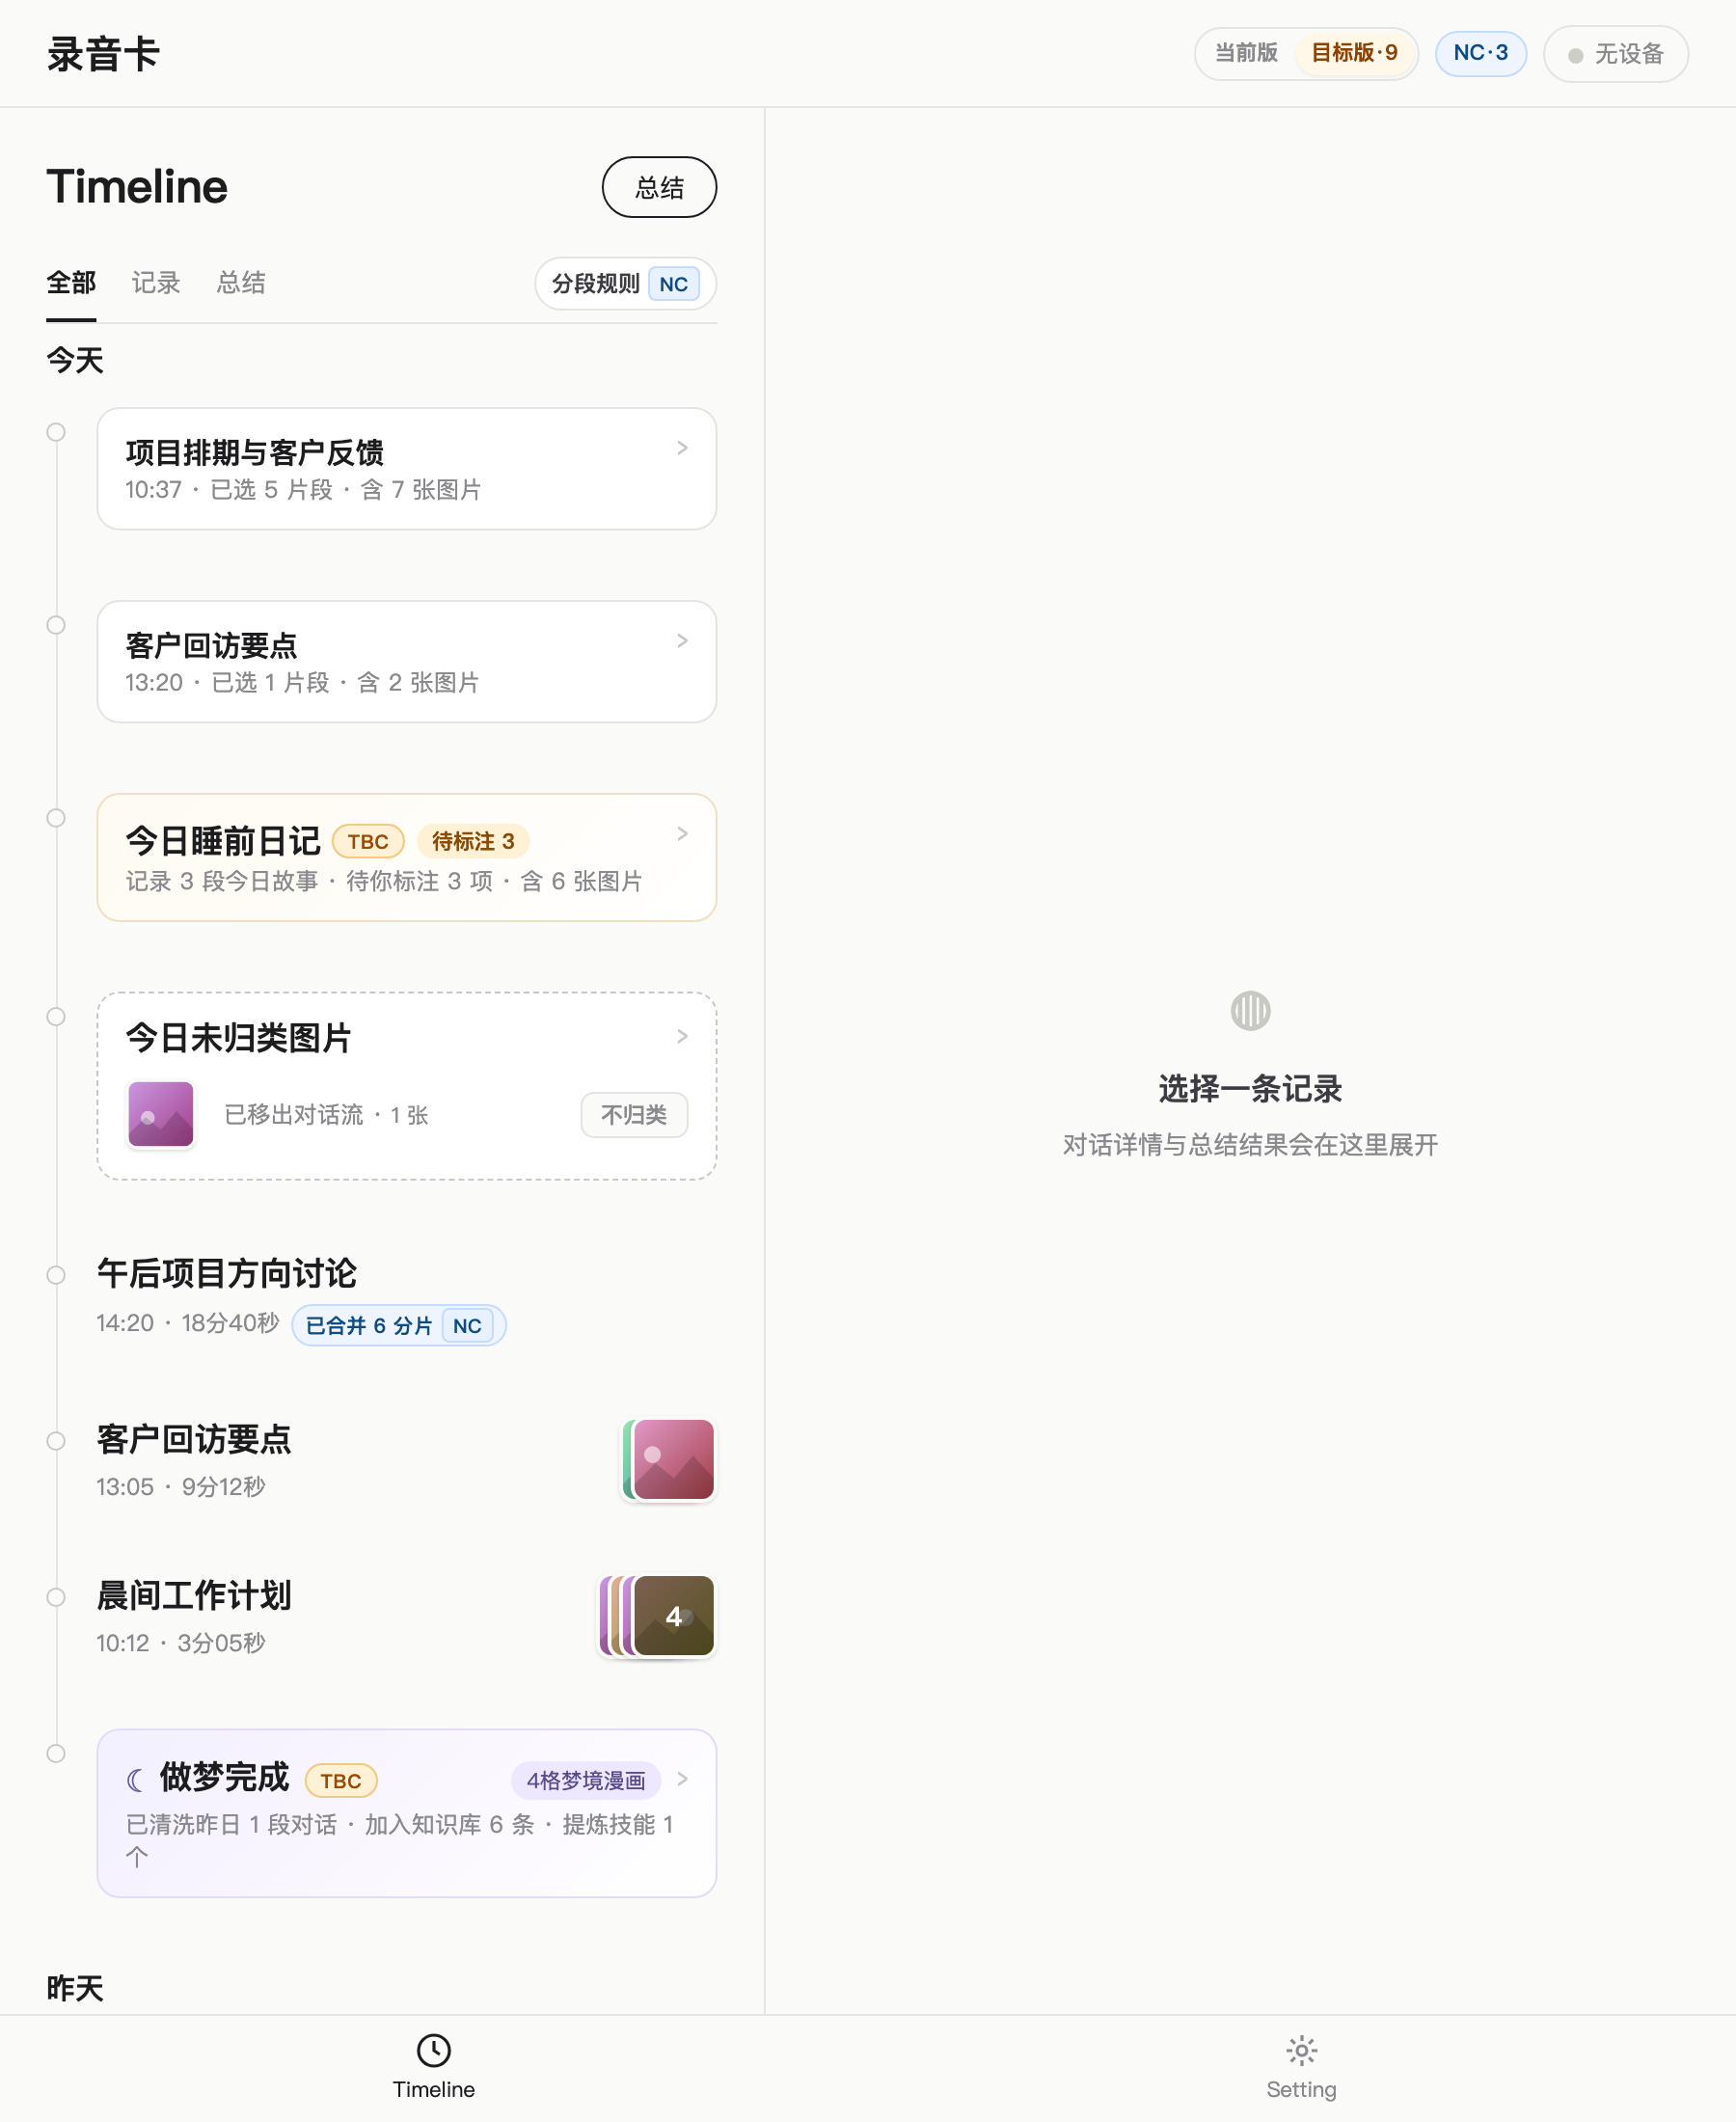 录音卡
当前版 目标版·9 NC·3 无设备
Timeline 总结
全部 记录 总结 分段规则 NC
今天
项目排期与客户反馈
10:37 · 已选 5 片段 · 含 7 张图片
客户回访要点
13:20 · 已选 1 片段 · 含 2 张图片
今日睡前日记 TBC 待标注 3
记录 3 段今日故事 · 待你标注 3 项 · 含 6 张图片
今日未归类图片
已移出对话流 · 1 张 不归类
午后项目方向讨论
14:20 · 18分40秒 已合并 6 分片 NC
客户回访要点
13:05 · 9分12秒
晨间工作计划
10:12 · 3分05秒
4
做梦完成 TBC 4格梦境漫画
已清洗昨日 1 段对话 · 加入知识库 6 条 · 提炼技能 1
个
昨天
选择一条记录
对话详情与总结结果会在这里展开
Timeline
Setting